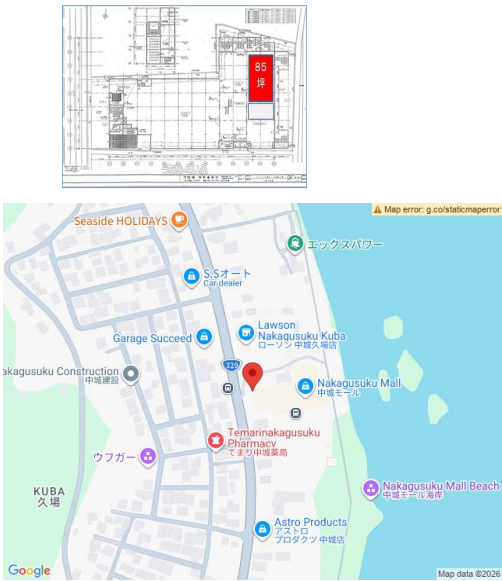 85
坪
Map error: g.co/staticmaperror
Seaside HOLIDAYS
エックスパワー
S.Sオート
Car dealer
Lawson
Nakagusuku Kuba
ローソン 中城久場店
Garage Succeed
329
akagusuku Construction
中城建設
Nakagusuku Mall
中城モール
Temarinakagusuku
Pharmacy
てまり中城薬局
ウフガー
KUBA
久場
Nakagusuku Mall Beach
中城モール海岸
Astro Products
アストロ
プロダクツ 中城店
Google
Map data ©2026